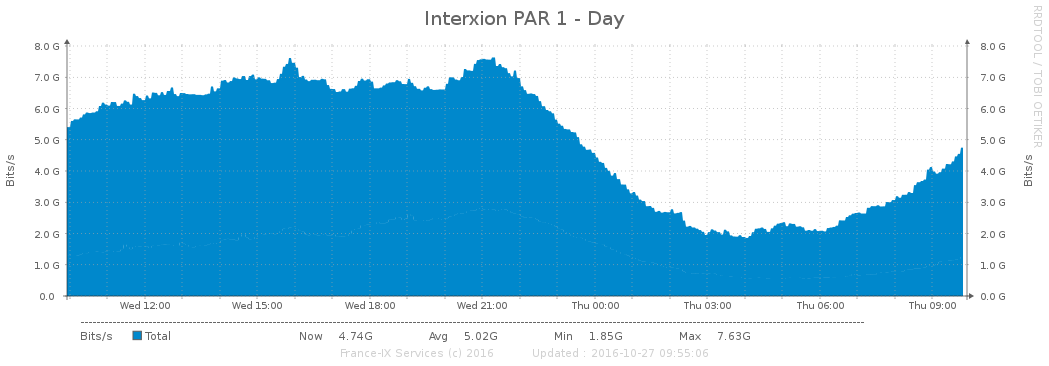 Interxion PAR 1 - Day
RRDTOOL / TOBI OETIKER
Bits/s
8.0 G
7.0 G
6.0 G
5.0 G
4.0 G
3.0 G
2.0 G
1.0 G
0.0
8.0 G
7.0 G
6.0 G
5.0 G
4.0 G
3.0 G
2.0 G
1.0 G
0.0 G
Bits/s
Wed 12:00 Wed 15:00 Wed 18:00 Wed 21:00 Thu 00:00 Thu 03:00 Thu 06:00 Thu 09:00
Bits/s Total Now 4.74G Avg 5.02G Min 1.85G Max 7.63G
France-IX Services (c) 2016 Updated : 2016-10-27 09:55:06